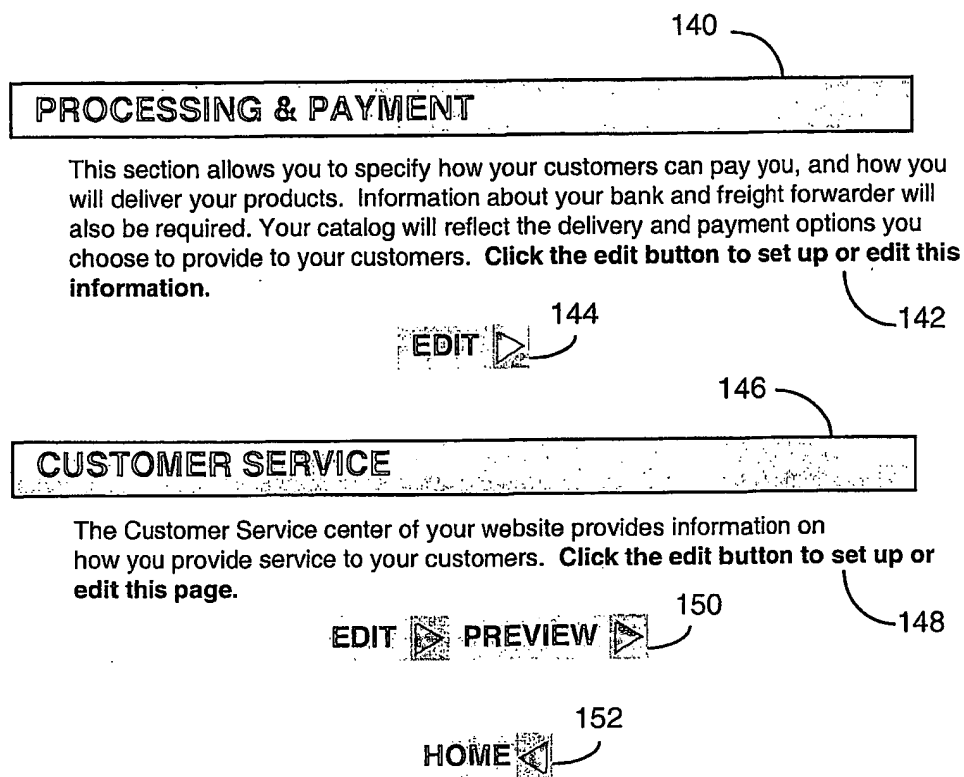 140
PROCESSING & PAYMENT
This section allows you to specify how your customers can pay you, and how you
will deliver your products. Information about your bank and freight forwarder will
also be required. Your catalog will reflect the delivery and payment options you
choose to provide to your customers. Click the edit button to set up or edit this
information.
142
144
EDIT
146
CUSTOMER SERVICE
The Customer Service center of your website provides information on
how you provide service to your customers. Click the edit button to set up or
edit this page.
148
150
EDIT PREVIEW
152
HOME